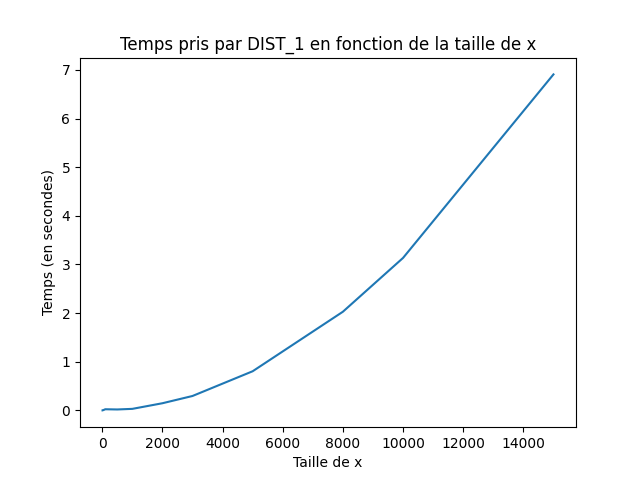 Temps pris par DIST_1 en fonction de la taille de x
7
6
5
4
3
2
1
0
Temps (en secondes)
0 2000 4000 6000 8000 10000 12000 14000
Taille de x